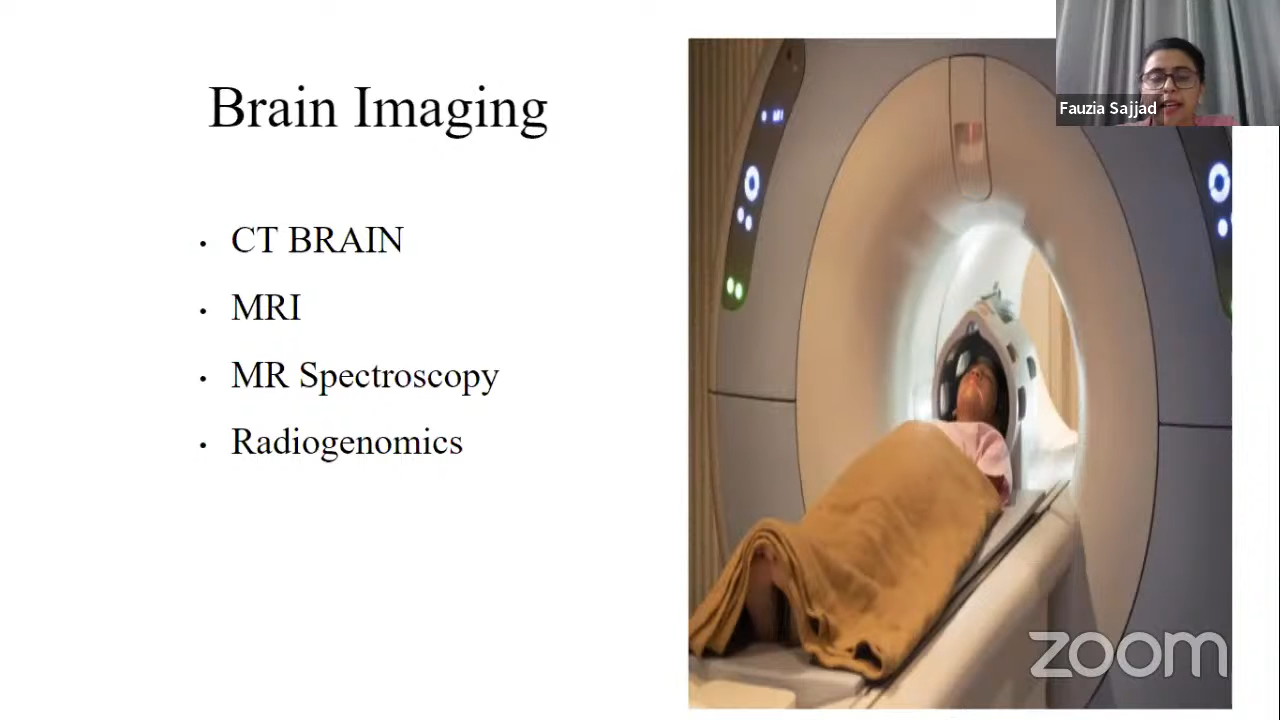 Brain Imaging
• CT BRAIN
• MRI
• MR Spectroscopy
• Radiogenomics
Fauzia Sajjad
zoom